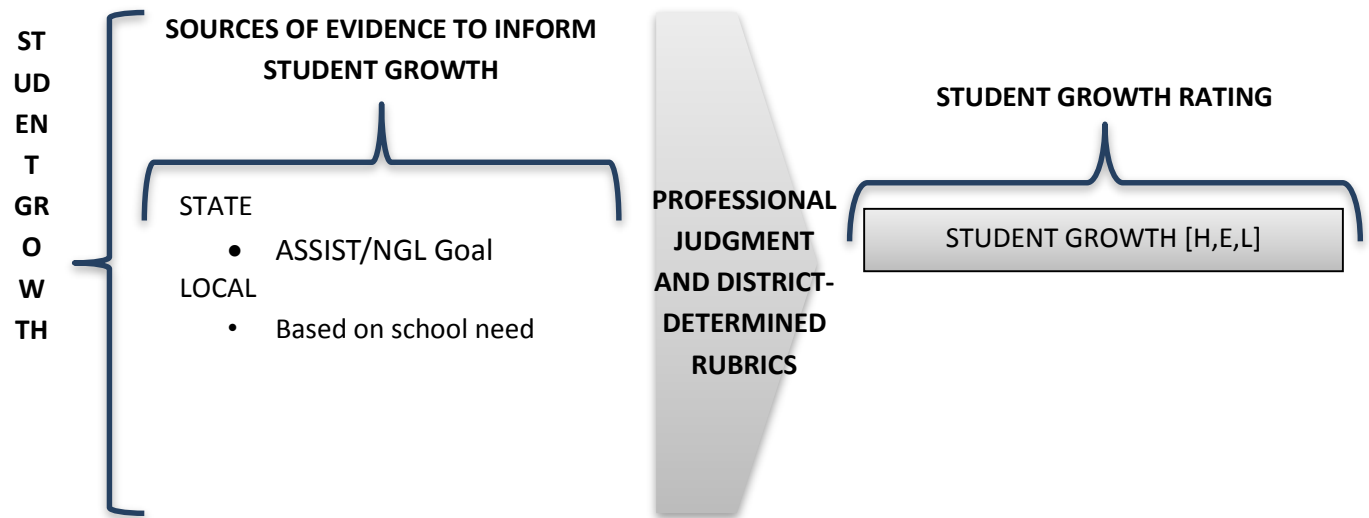 ST
UD
EN
T
GR
O
W
TH
SOURCES OF EVIDENCE TO INFORM
STUDENT GROWTH
STATE
● ASSIST/NGL Goal
LOCAL
• Based on school need
PROFESSIONAL
JUDGMENT
AND DISTRICT-
DETERMINED
RUBRICS
STUDENT GROWTH RATING
STUDENT GROWTH [H,E,L]